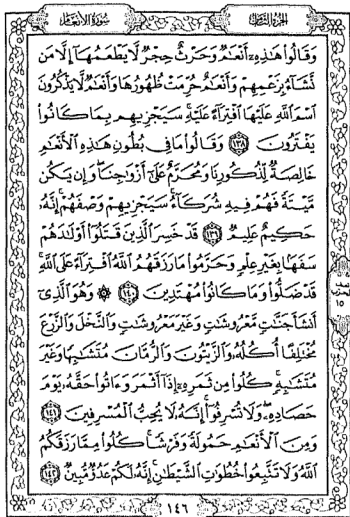 سورة الأنعام
الجزء الثامن
وَقَالُوا۟ هَـٰذِهِۦٓ أَنْعَـٰمٌ وَحَرْثٌ حِجْرٌ لَّا يَطْعَمُهَآ إِلَّا مَن
نَّشَآءُ بِزَعْمِهِمْ وَأَنْعَـٰمٌ حُرِّمَتْ ظُهُورُهَا وَأَنْعَـٰمٌ لَّا يَذْكُرُونَ
ٱسْمَ ٱللَّهِ عَلَيْهَا ٱفْتِرَآءً عَلَيْهِ ۚ سَيَجْزِيهِم بِمَا كَانُوا۟
يَفْتَرُونَ ١٣٨ وَقَالُوا۟ مَا فِى بُطُونِ هَـٰذِهِ ٱلْأَنْعَـٰمِ
خَالِصَةٌ لِّذُكُورِنَا وَمُحَرَّمٌ عَلَىٰٓ أَزْوَٰجِنَا ۖ وَإِن يَكُن
مَّيْتَةً فَهُمْ فِيهِ شُرَكَآءُ ۚ سَيَجْزِيهِمْ وَصْفَهُمْ ۚ إِنَّهُۥ
حَكِيمٌ عَلِيمٌ ١٣٩ قَدْ خَسِرَ ٱلَّذِينَ قَتَلُوٓا۟ أَوْلَـٰدَهُمْ
سَفَهًۢا بِغَيْرِ عِلْمٍ وَحَرَّمُوا۟ مَا رَزَقَهُمُ ٱللَّهُ ٱفْتِرَآءً عَلَى ٱللَّهِ ۚ
قَدْ ضَلُّوا۟ وَمَا كَانُوا۟ مُهْتَدِينَ ١٤٠ ۞ وَهُوَ ٱلَّذِىٓ
أَنشَأَ جَنَّـٰتٍ مَّعْرُوشَـٰتٍ وَغَيْرَ مَعْرُوشَـٰتٍ وَٱلنَّخْلَ وَٱلزَّرْعَ
مُخْتَلِفًا أُكُلُهُۥ وَٱلزَّيْتُونَ وَٱلرُّمَّانَ مُتَشَـٰبِهًا وَغَيْرَ
مُتَشَـٰبِهٍ ۚ كُلُوا۟ مِن ثَمَرِهِۦٓ إِذَآ أَثْمَرَ وَءَاتُوا۟ حَقَّهُۥ يَوْمَ
حَصَادِهِۦ ۖ وَلَا تُسْرِفُوٓا۟ ۚ إِنَّهُۥ لَا يُحِبُّ ٱلْمُسْرِفِينَ ١٤١
وَمِنَ ٱلْأَنْعَـٰمِ حَمُولَةً وَفَرْشًا ۚ كُلُوا۟ مِمَّا رَزَقَكُمُ
ٱللَّهُ وَلَا تَتَّبِعُوا۟ خُطُوَٰتِ ٱلشَّيْطَـٰنِ ۚ إِنَّهُۥ لَكُمْ عَدُوٌّ مُّبِينٌ ١٤٢
١٥
١٤٦